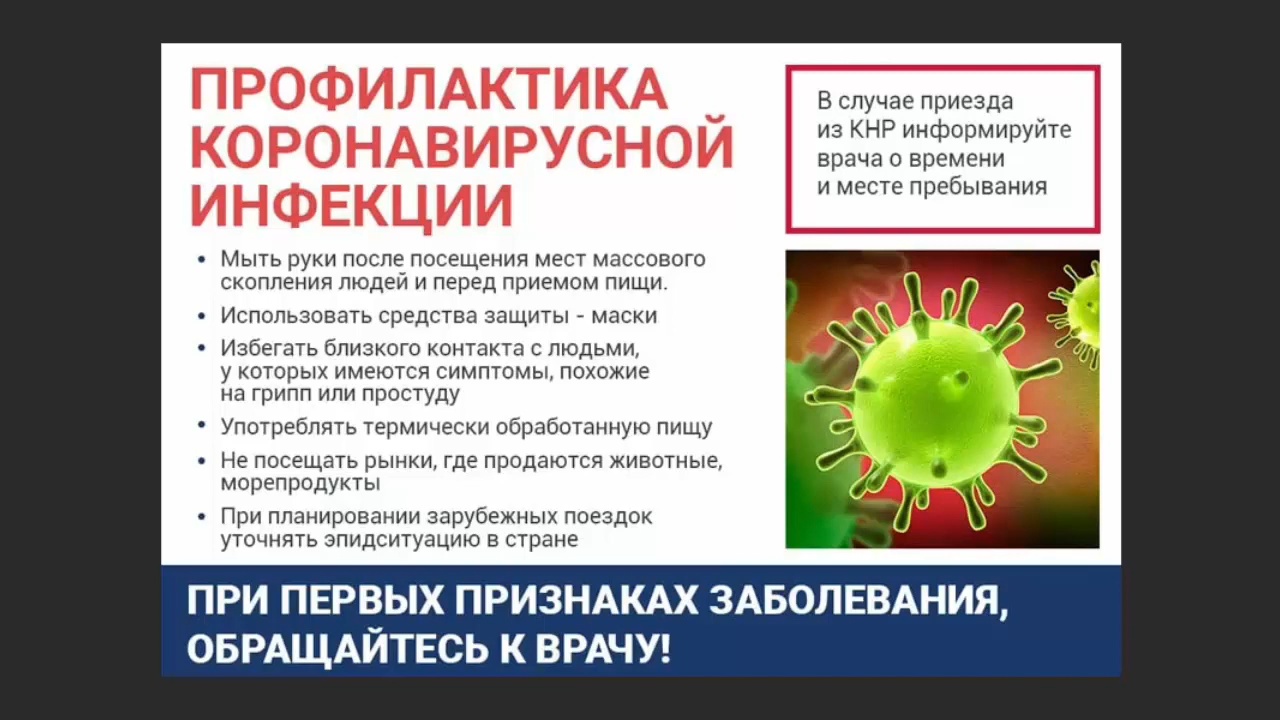 ПРОФИЛАКТИКА
КОРОНАВИРУСНОЙ
ИНФЕКЦИИ
• Мыть руки после посещения мест массового
скопления людей и перед приемом пищи.
• Использовать средства защиты - маски
• Избегать близкого контакта с людьми,
у которых имеются симптомы, похожие
на грипп или простуду
• Употреблять термически обработанную пищу
• Не посещать рынки, где продаются животные,
морепродукты
• При планировании зарубежных поездок
уточнять эпидситуацию в стране
В случае приезда
из КНР информируйте
врача о времени
и месте пребывания
ПРИ ПЕРВЫХ ПРИЗНАКАХ ЗАБОЛЕВАНИЯ,
ОБРАЩАЙТЕСЬ К ВРАЧУ!